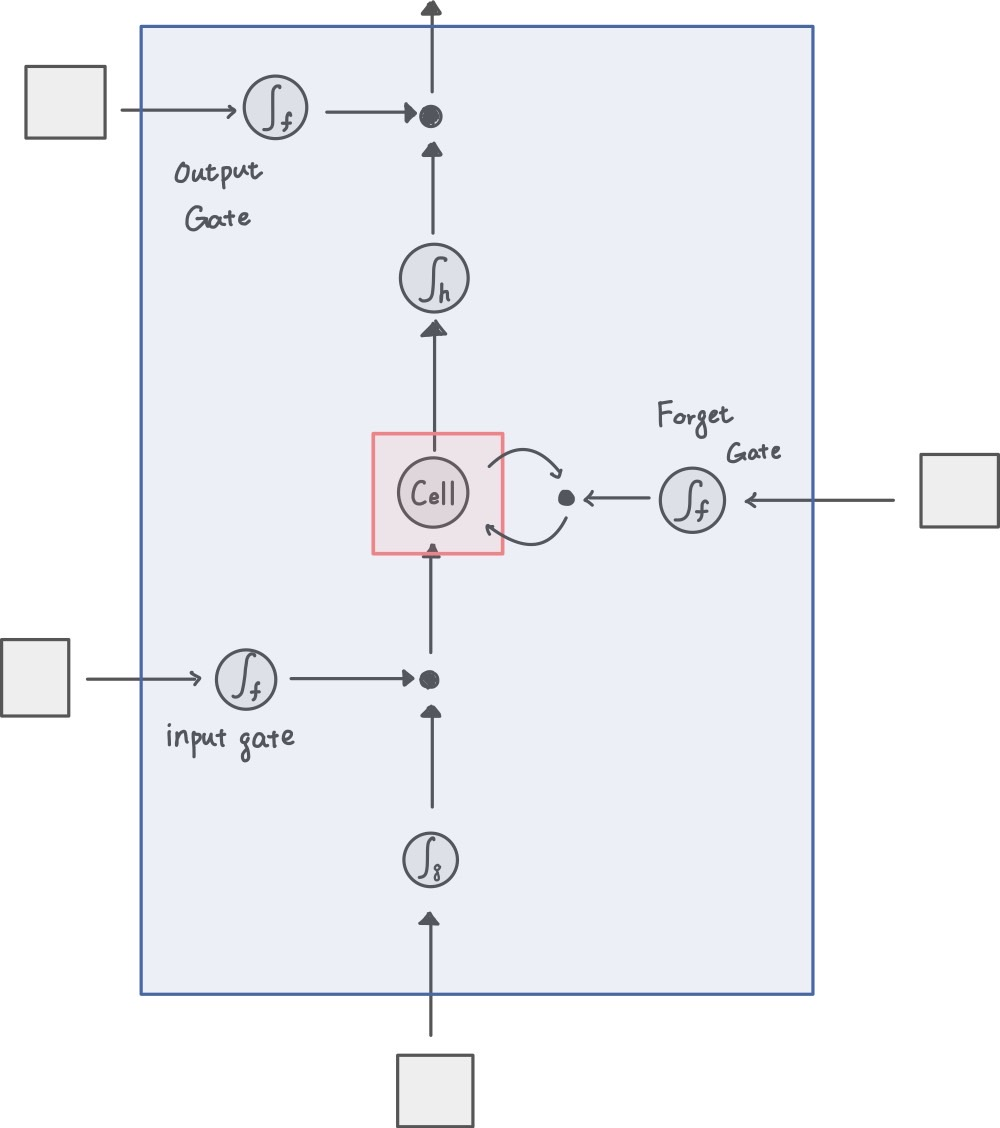 ∫f
Output
Gate
∫h
Forget
Gate
Cell
∫f
∫f
input gate
∫g